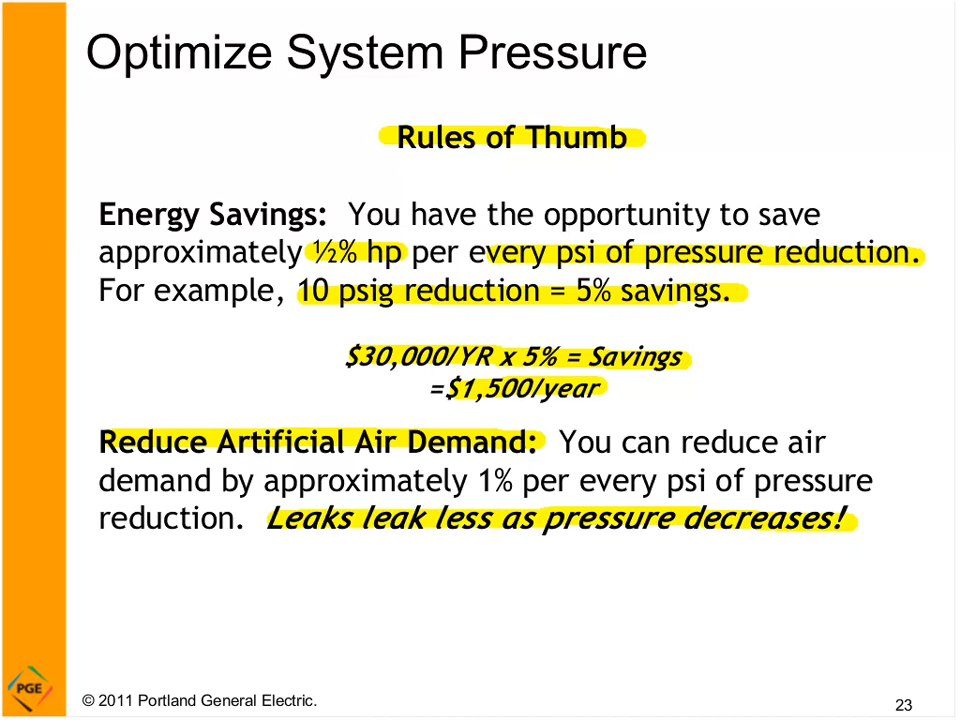 Optimize System Pressure
Rules of Thumb
Energy Savings: You have the opportunity to save
approximately ½% hp per every psi of pressure reduction.
For example, 10 psig reduction = 5% savings.
$30,000/YR x 5% = Savings
=$1,500/year
Reduce Artificial Air Demand: You can reduce air
demand by approximately 1% per every psi of pressure
reduction. Leaks leak less as pressure decreases!
PGE
© 2011 Portland General Electric.
23